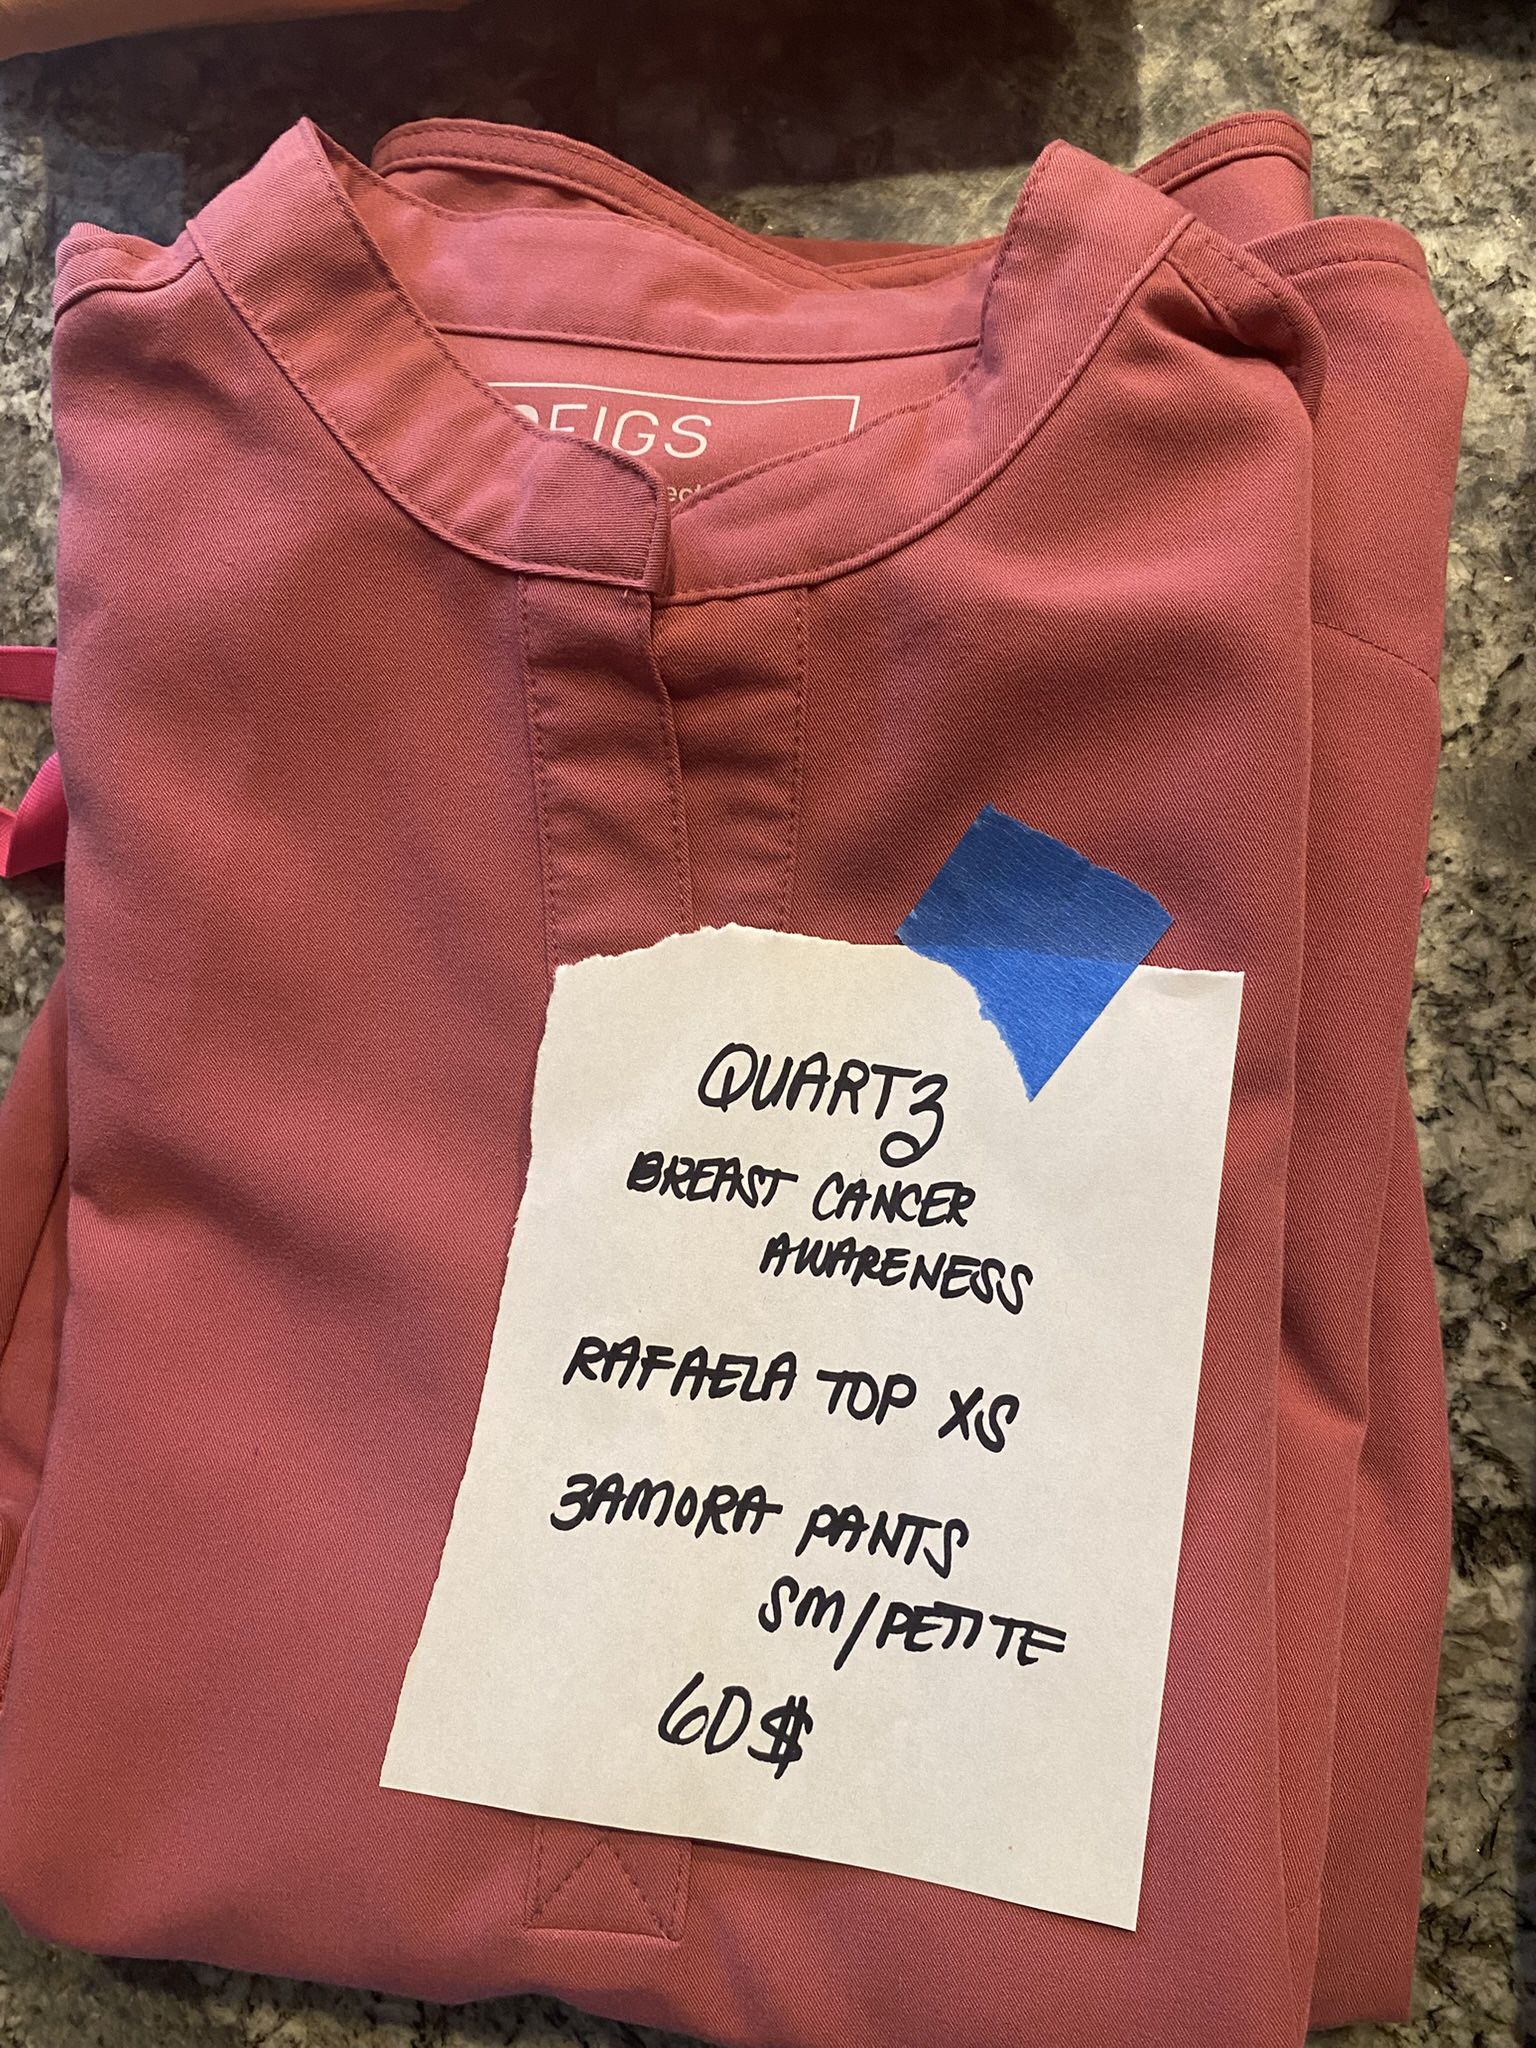 FIGS
QUARTZ
BREAST CANCER
AWARENESS
RAFAELA TOP XS
ZAMORA PANTS
SM/PETITE
60$